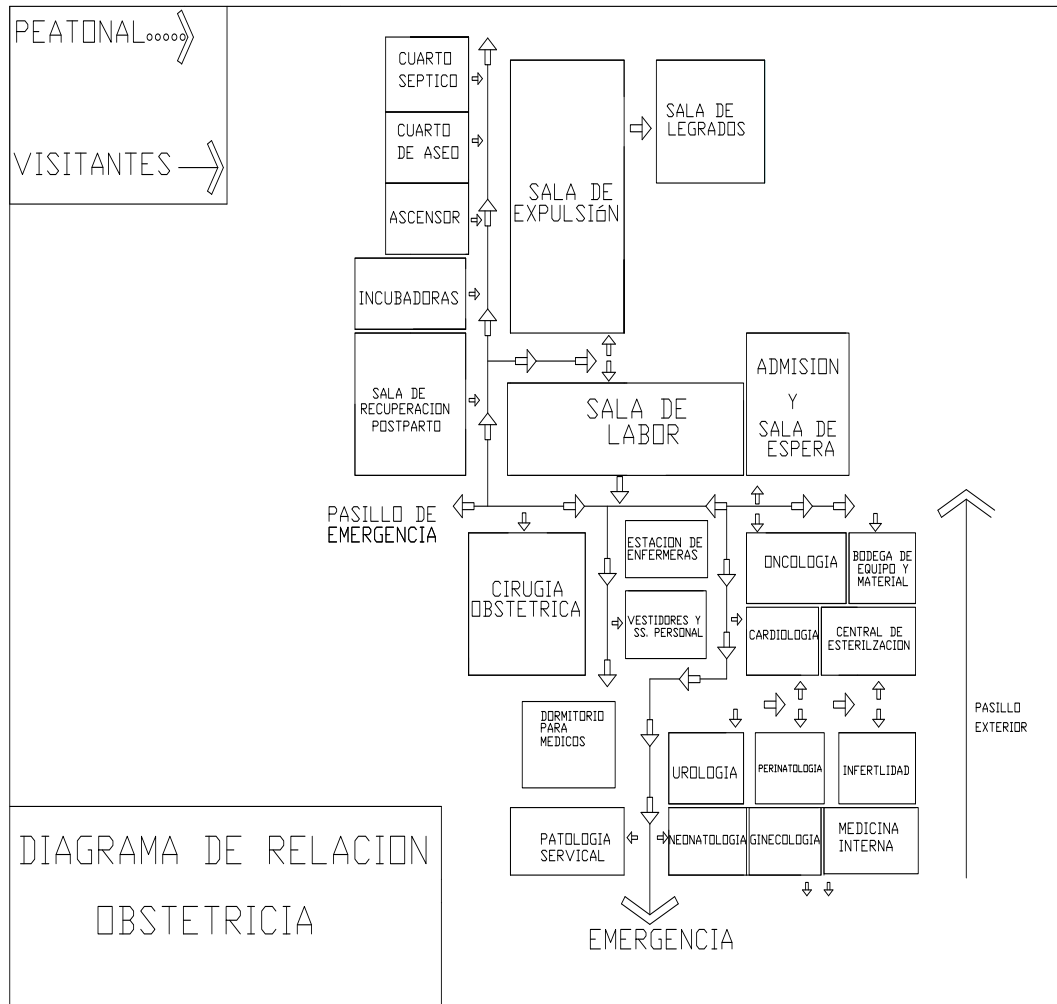 PEATONAL
VISITANTES
CUARTO
SEPTICO
CUARTO
DE ASEO
ASCENSOR
INCUBADORAS
SALA DE
RECUPERACION
POSTPARTO
SALA DE
EXPULSIóN
SALA DE
LEGRADOS
SALA DE
LABOR
ADMISION
Y
SALA DE
ESPERA
PASILLO DE
EMERGENCIA
CIRUGIA
OBSTETRICA
ESTACION DE
ENFERMERAS
VESTIDORES Y
SS. PERSONAL
ONCOLOGIA
BODEGA DE
EQUIPO Y
MATERIAL
CARDIOLOGIA
CENTRAL DE
ESTERILZACION
DORMITORIO
PARA
MEDICOS
UROLOGIA
PERINATOLOGIA
INFERTLIDAD
PATOLOGIA
SERVICAL
NEONATOLOGIA
GINECOLOGIA
MEDICINA
INTERNA
PASILLO
EXTERIOR
EMERGENCIA
DIAGRAMA DE RELACION
OBSTETRICIA